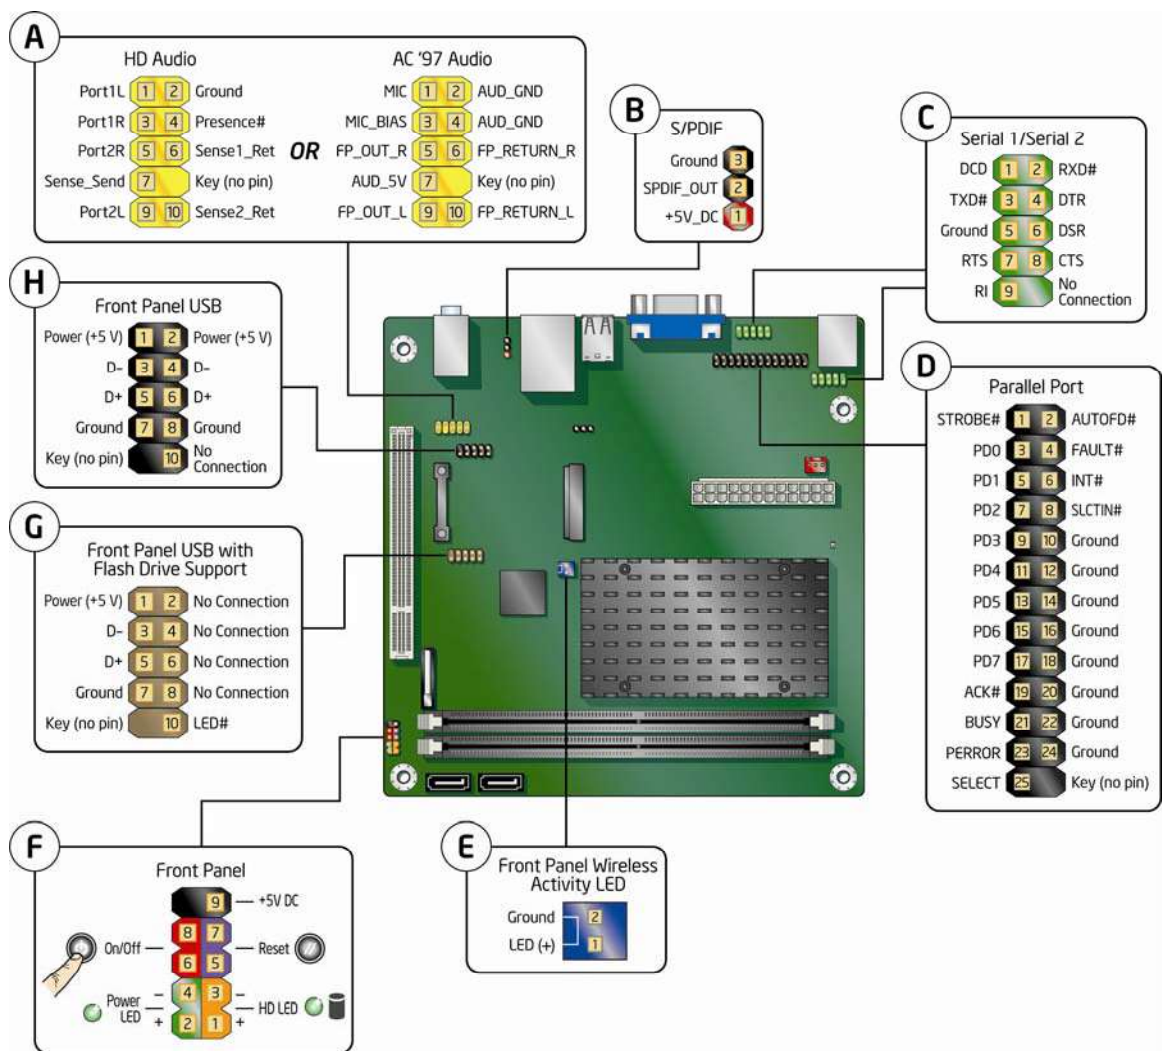 A
HD Audio
Port1L 1 2 Ground
Port1R 3 4 Presence#
Port2R 5 6 Sense1_Ret
Sense_Send 7 Key (no pin)
Port2L 9 10 Sense2_Ret
OR
AC '97 Audio
MIC 1 2 AUD_GND
MIC_BIAS 3 4 AUD_GND
FP_OUT_R 5 6 FP_RETURN_R
AUD_5V 7 Key (no pin)
FP_OUT_L 9 10 FP_RETURN_L
B
S/PDIF
Ground 3
SPDIF_OUT 2
+5V_DC 1
C
Serial 1/Serial 2
DCD 1 2 RXD#
TXD# 3 4 DTR
Ground 5 6 DSR
RTS 7 8 CTS
RI 9 No
Connection
H
Front Panel USB
Power (+5 V) 1 2 Power (+5 V)
D- 3 4 D-
D+ 5 6 D+
Ground 7 8 Ground
Key (no pin) 10 No
Connection
D
Parallel Port
STROBE# 1 2 AUTOFD#
PD0 3 4 FAULT#
PD1 5 6 INT#
PD2 7 8 SLCTIN#
PD3 9 10 Ground
PD4 11 12 Ground
PD5 13 14 Ground
PD6 15 16 Ground
PD7 17 18 Ground
ACK# 19 20 Ground
BUSY 21 22 Ground
PERROR 23 24 Ground
SELECT 25 Key (no pin)
G
Front Panel USB with
Flash Drive Support
Power (+5 V) 1 2 No Connection
D- 3 4 No Connection
D+ 5 6 No Connection
Ground 7 8 No Connection
Key (no pin) 10 LED#
F
Front Panel
9 +5V DC
8 7
On/Off Reset
6 5
- 4 3 -
Power
LED HD LED
+ 2 1 +
E
Front Panel Wireless
Activity LED
Ground 2
LED (+) 1